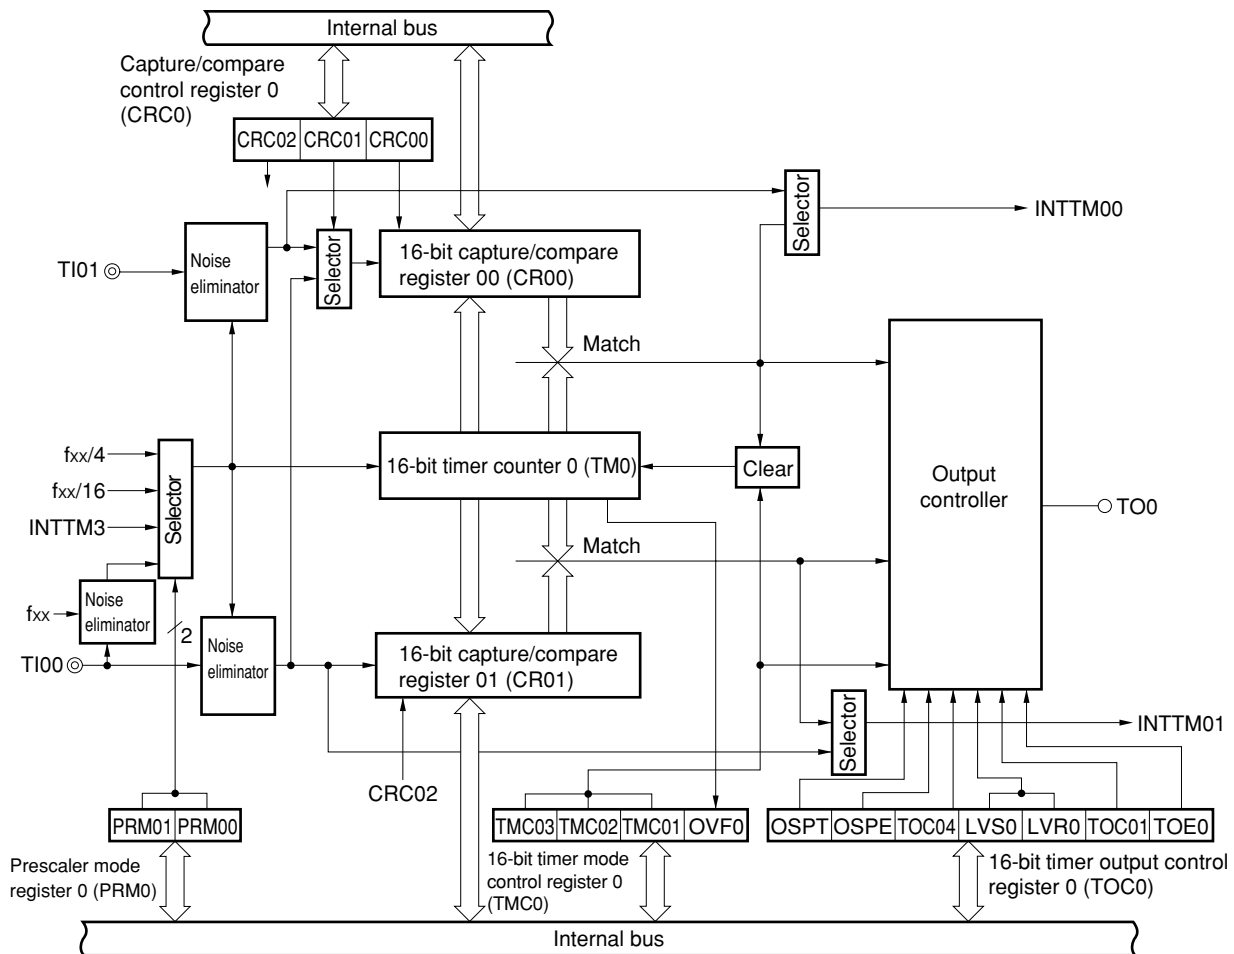 Internal bus
Capture/compare
control register 0
(CRC0)
CRC02 CRC01 CRC00
Selector
INTTM00
Noise
eliminator
TI01
Selector
16-bit capture/compare
register 00 (CR00)
Match
fxx/4
fxx/16
INTTM3
Selector
16-bit timer counter 0 (TM0)
Clear
Output
controller
TO0
Match
fxx
Noise
eliminator
2
TI00
Noise
eliminator
16-bit capture/compare
register 01 (CR01)
Selector
INTTM01
CRC02
PRM01 PRM00
TMC03 TMC02 TMC01 OVF0
OSPT OSPE TOC04 LVS0 LVR0 TOC01 TOE0
Prescaler mode
register 0 (PRM0)
16-bit timer mode
control register 0
(TMC0)
16-bit timer output control
register 0 (TOC0)
Internal bus